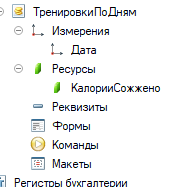 ТренировкиПоДням
Измерения
Дата
Ресурсы
КалорииСожжено
Реквизиты
Формы
Команды
Макеты
Регистры бухгалтерии